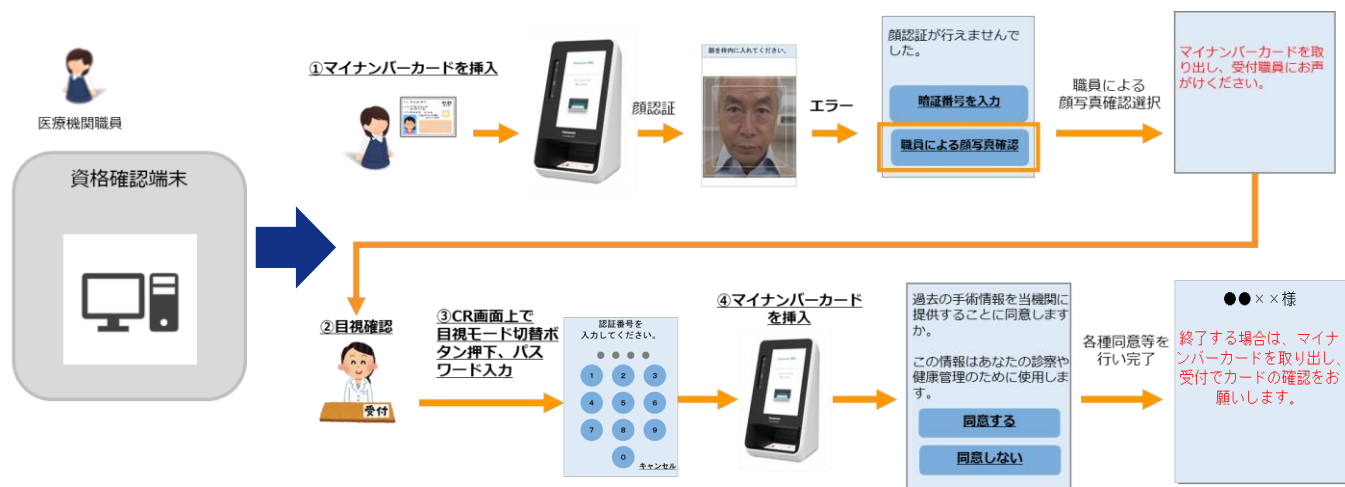 医療機関職員
資格確認端末
①マイナンバーカードを挿入
顔認証
顔を枠内に入れてください。
エラー
顔認証が行えませんで
した。
暗証番号を入力
職員による顔写真確認
職員による
顔写真確認選択
マイナンバーカードを取
り出し、受付職員にお声
がけください。
②目視確認
受付
③CR画面上で
目視モード切替ボ
タン押下、パス
ワード入力
認証番号を
入力してください。
1 2 3
4 5 6
7 8 9
0
キャンセル
④マイナンバーカード
を挿入
過去の手術情報を当機関に
提供することに同意します
か。
この情報はあなたの診察や
健康管理のために使用しま
す。
同意する
同意しない
各種同意等を
行い完了
●●××様
終了する場合は、マイナ
ンバーカードを取り出し、
受付でカードの確認をお
願いします。